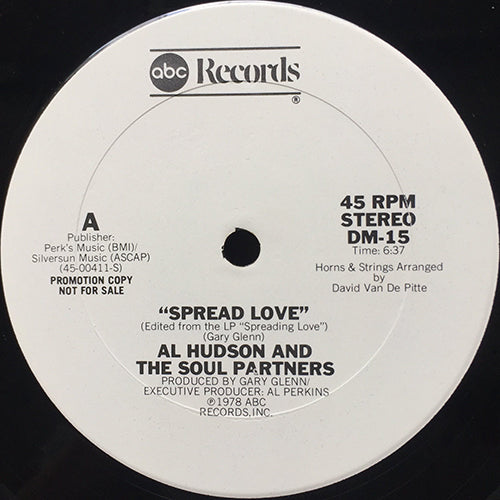 abc Records
®
A
Publisher:
Perk's Music (BMI)/
Silversun Music (ASCAP)
(45-00411-S)
PROMOTION COPY
NOT FOR SALE
45 RPM
STEREO
DM-15
Time: 6:37
Horns & Strings Arranged
by
David Van De Pitte
"SPREAD LOVE"
(Edited from the LP "Spreading Love")
(Gary Glenn)
AL HUDSON AND
THE SOUL PARTNERS
PRODUCED BY GARY GLENN/
EXECUTIVE PRODUCER: AL PERKINS
℗1978 ABC
RECORDS,INC.